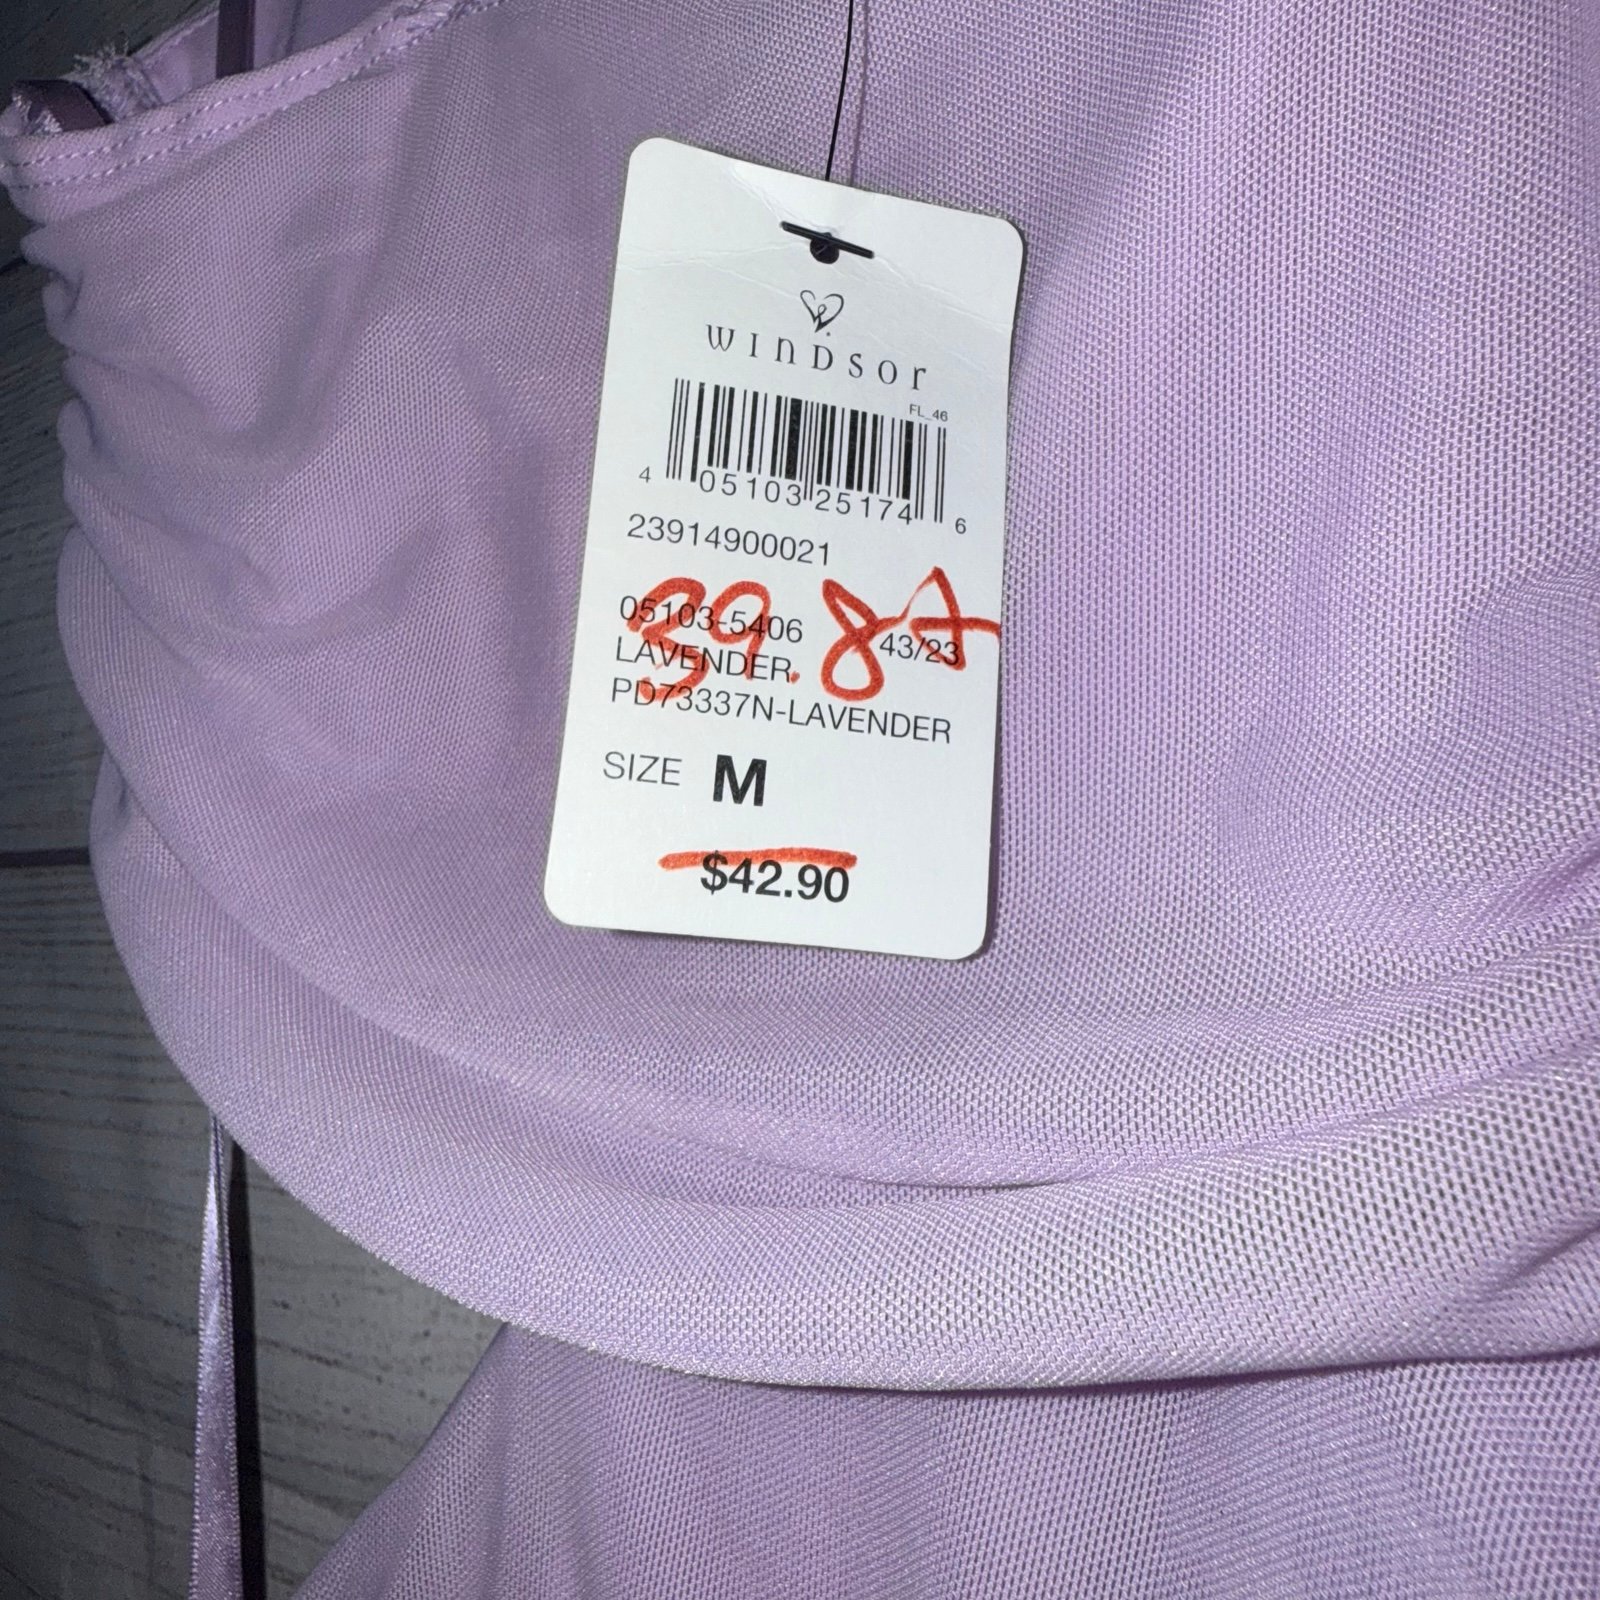 WINDSOR
FL_46
4 05103 25174 6
23914900021
39.87
05103-5406 43/23
LAVENDER
PD73337N-LAVENDER
SIZE M
$42.90